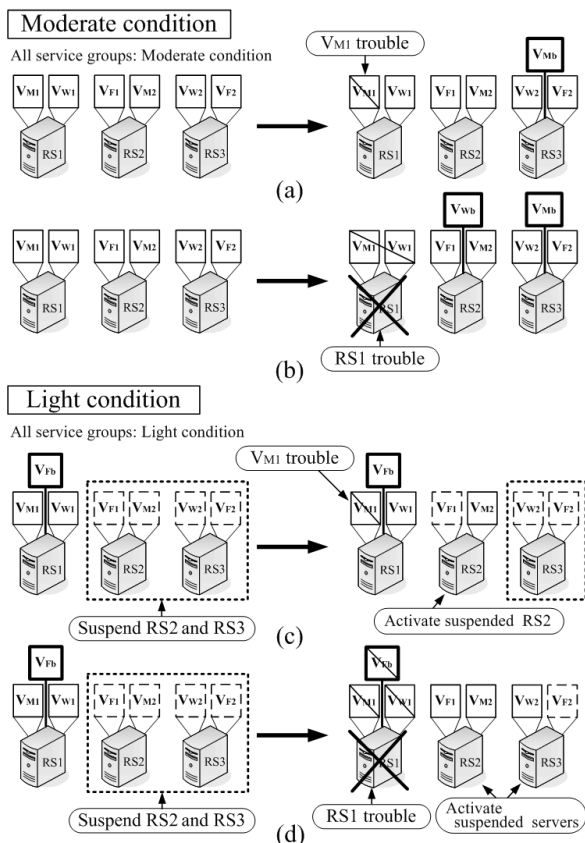 Moderate condition
All service groups: Moderate condition
VM1 trouble
VMb
VM1 VW1 VF1 VM2 VW2 VF2 VM1 VW1 VF1 VM2 VW2 VF2
RS1 RS2 RS3 RS1 RS2 RS3
(a)
VWb VMb
VM1 VW1 VF1 VM2 VW2 VF2 VM1 VW1 VF1 VM2 VW2 VF2
RS1 RS2 RS3 RS1 RS2 RS3
RS1 trouble
(b)
Light condition
All service groups: Light condition
VM1 trouble
VFb VFb
VM1 VW1 VF1 VM2 VW2 VF2 VM1 VW1 VF1 VM2 VW2 VF2
RS1 RS2 RS3 RS1 RS2 RS3
Suspend RS2 and RS3
Activate suspended RS2
(c)
VFb VFb
VM1 VW1 VF1 VM2 VW2 VF2 VM1 VW1 VF1 VM2 VW2 VF2
RS1 RS2 RS3 RS1 RS2 RS3
Suspend RS2 and RS3
RS1 trouble
Activate
suspended servers
(d)